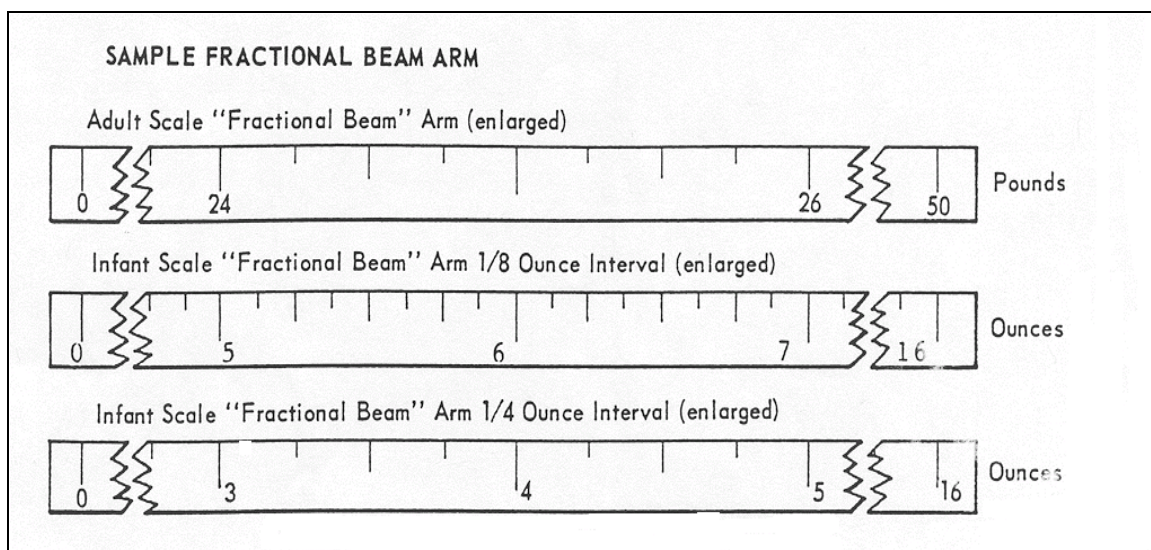 SAMPLE FRACTIONAL BEAM ARM
Adult Scale "Fractional Beam" Arm (enlarged)
0 24 26 50 Pounds
Infant Scale "Fractional Beam" Arm 1/8 Ounce Interval (enlarged)
0 5 6 7 16 Ounces
Infant Scale "Fractional Beam" Arm 1/4 Ounce Interval (enlarged)
0 3 4 5 16 Ounces